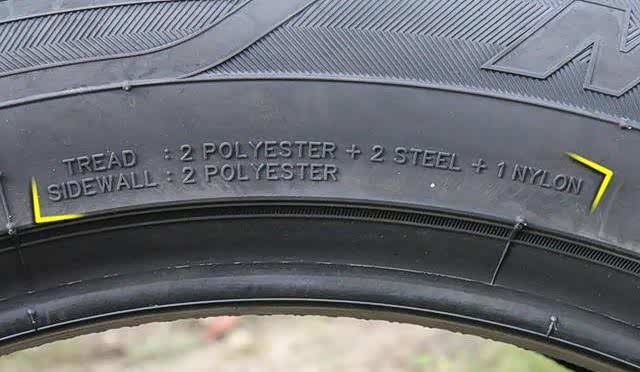 TREAD : 2 POLYESTER + 2 STEEL + 1 NYLON
SIDEWALL : 2 POLYESTER